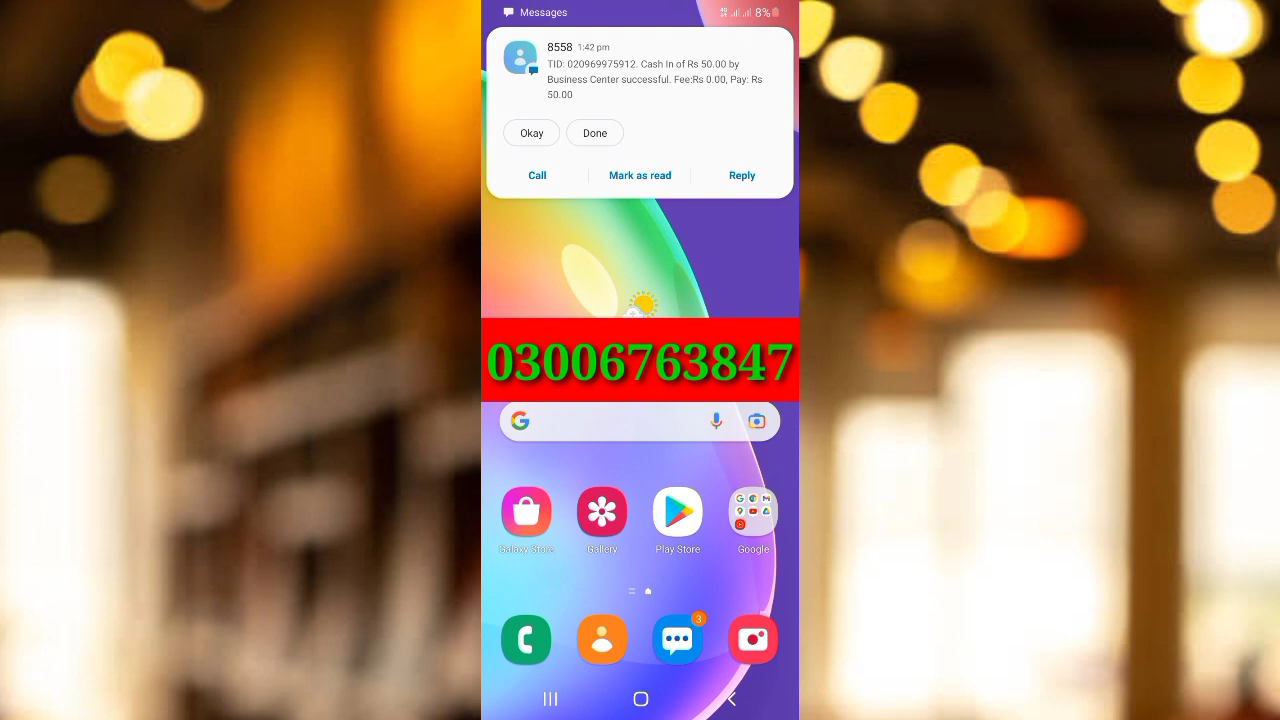 Messages
8%
8558 1:42 pm
TID: 020969975912. Cash In of Rs 50.00 by
Business Center successful. Fee:Rs 0.00, Pay: Rs
50.00
Okay
Done
Call
Mark as read
Reply
03006763847
Galaxy Store
Gallery
Play Store
Google
3